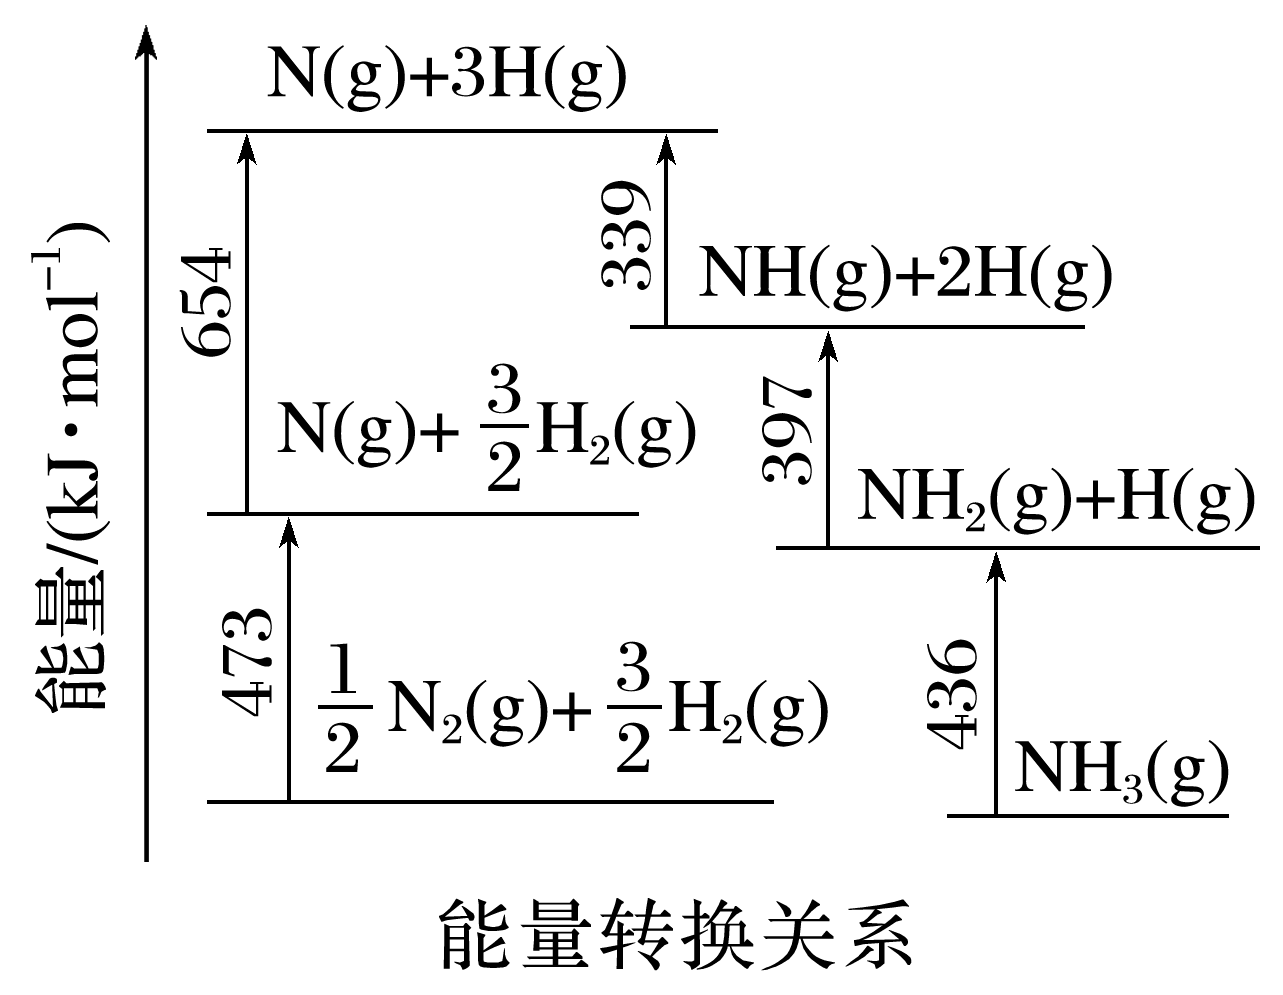 N(g)+3H(g)
339
654
NH(g)+2H(g)
N(g)+ 3/2 H₂(g)
397
NH₂(g)+H(g)
473
1/2 N₂(g)+ 3/2 H₂(g)
436
NH₃(g)
能量/(kJ·mol⁻¹)
能量转换关系